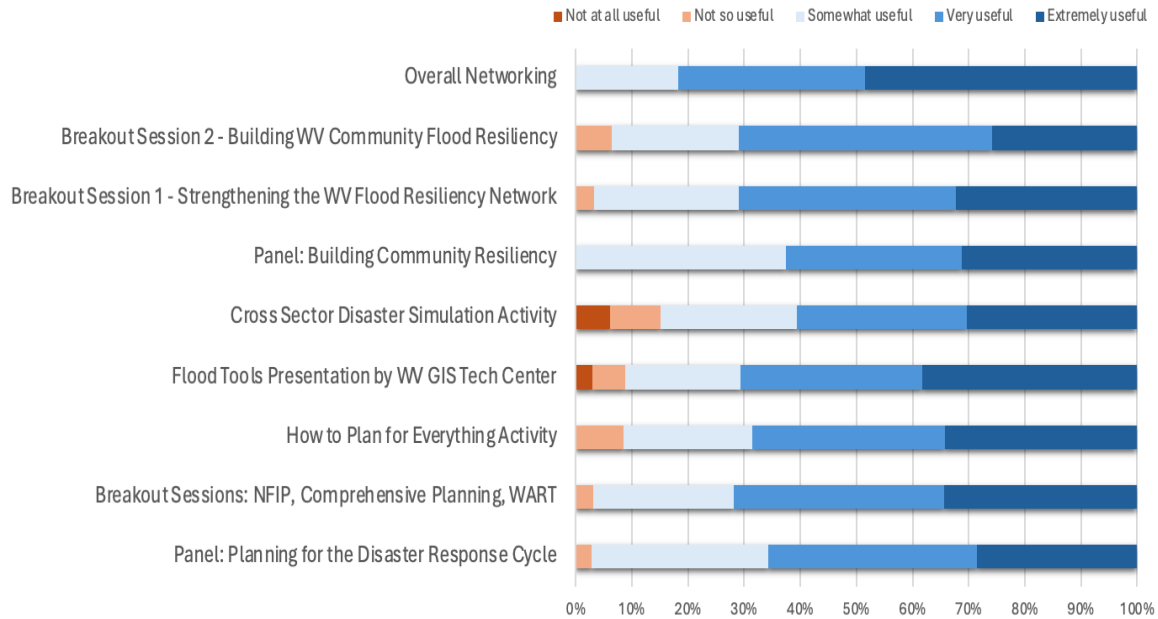 Not at all useful Not so useful Somewhat useful Very useful Extremely useful
Overall Networking
Breakout Session 2 - Building WV Community Flood Resiliency
Breakout Session 1 - Strengthening the WV Flood Resiliency Network
Panel: Building Community Resiliency
Cross Sector Disaster Simulation Activity
Flood Tools Presentation by WV GIS Tech Center
How to Plan for Everything Activity
Breakout Sessions: NFIP, Comprehensive Planning, WART
Panel: Planning for the Disaster Response Cycle
0% 10% 20% 30% 40% 50% 60% 70% 80% 90% 100%